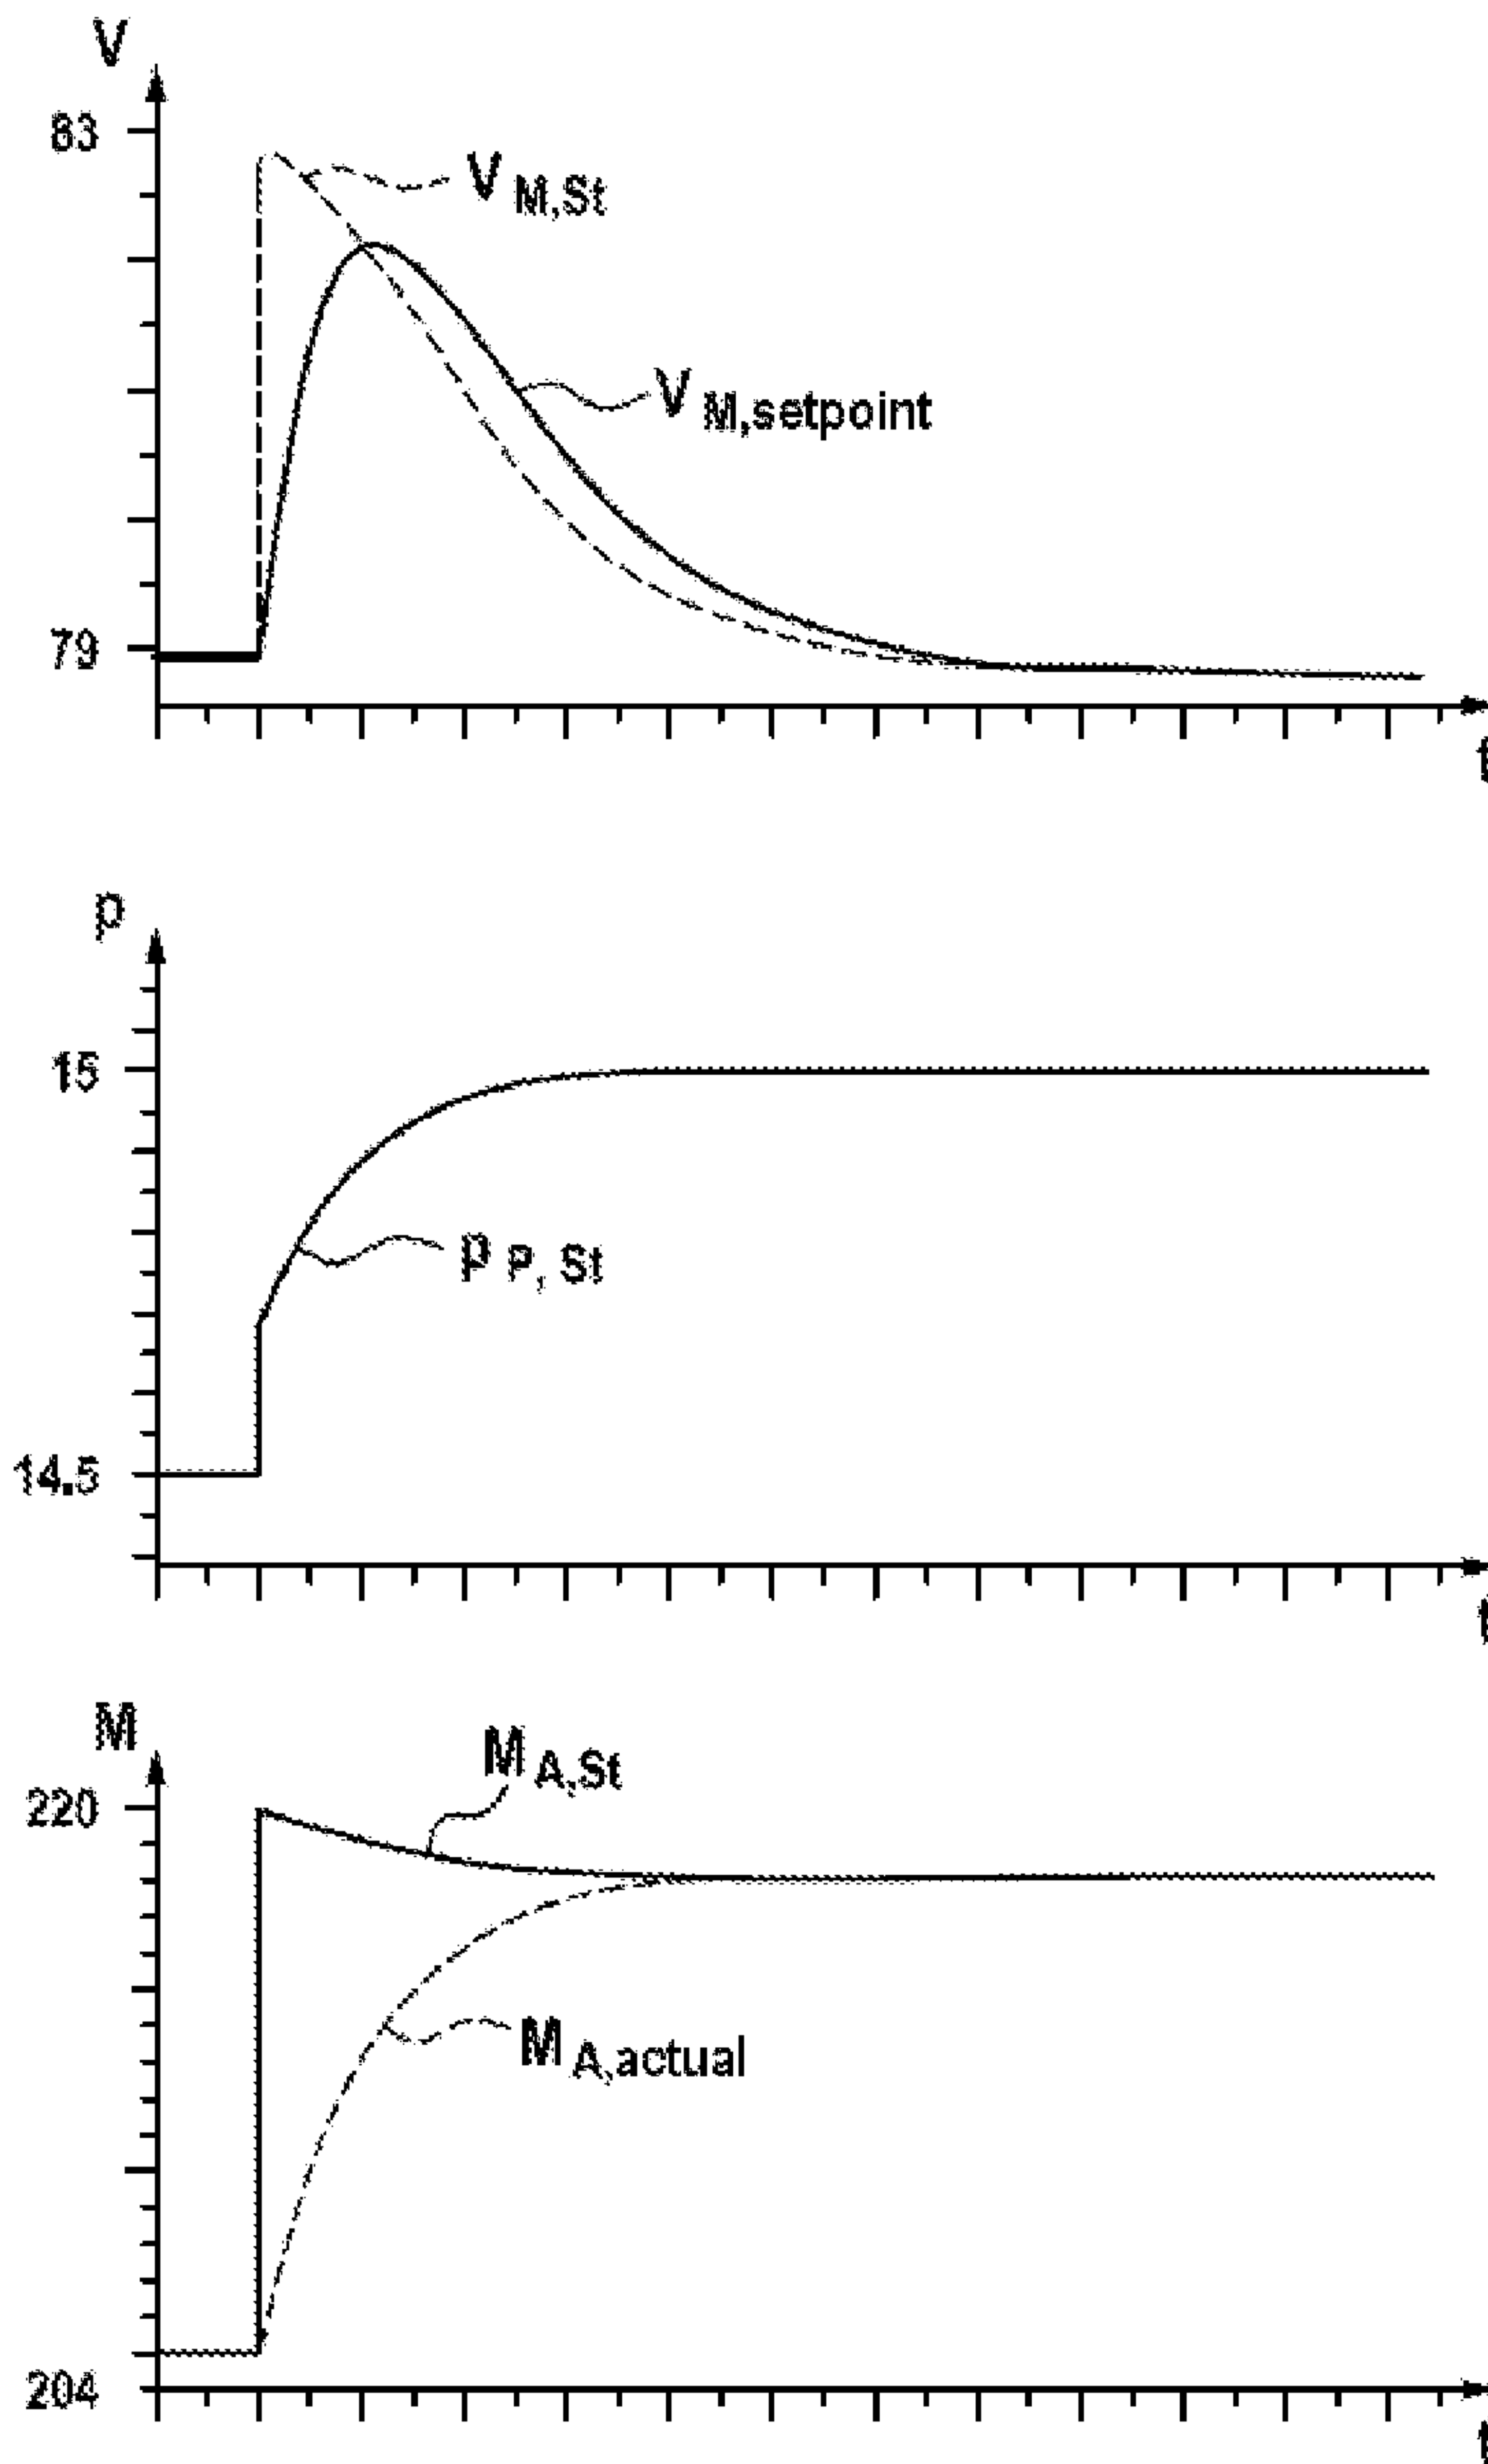 V
83
V M,St
V M,setpoint
79
t
p
15
p P, St
14.5
t
M
M A,St
220
M A,actual
204
t